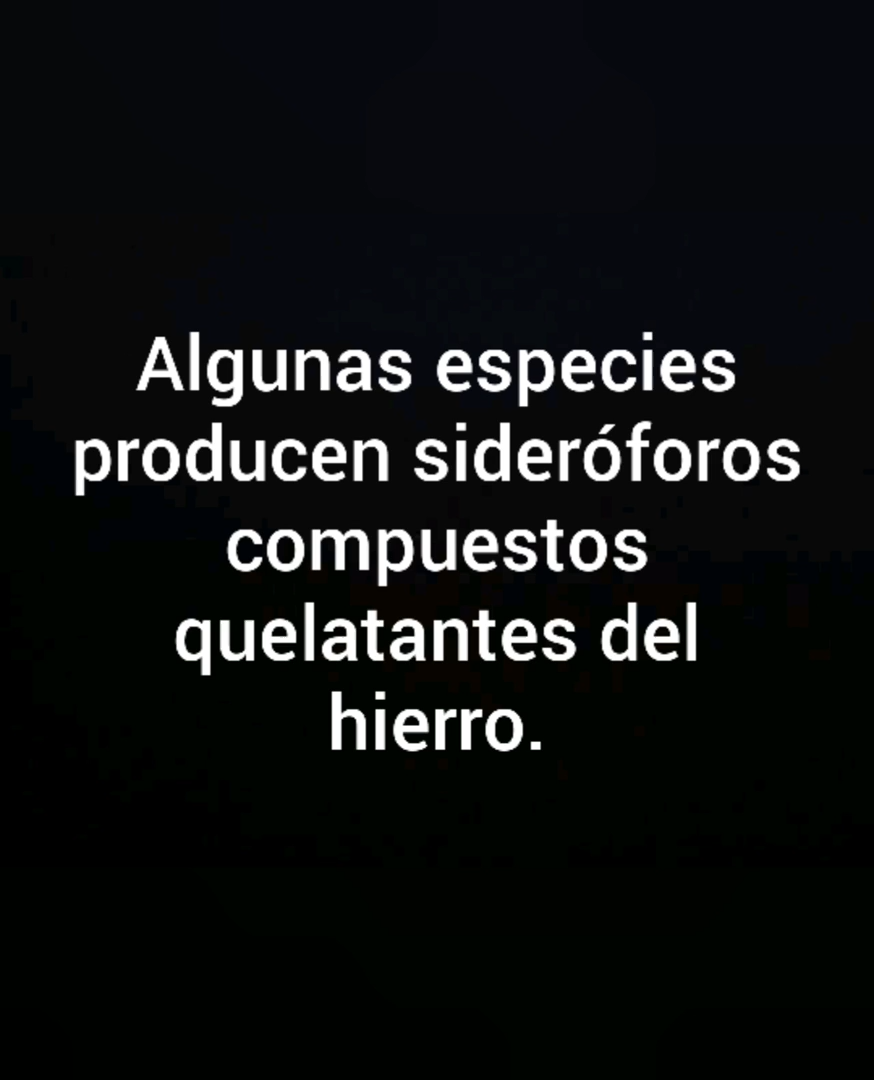 Algunas especies
producen sideróforos
compuestos
quelatantes del
hierro.